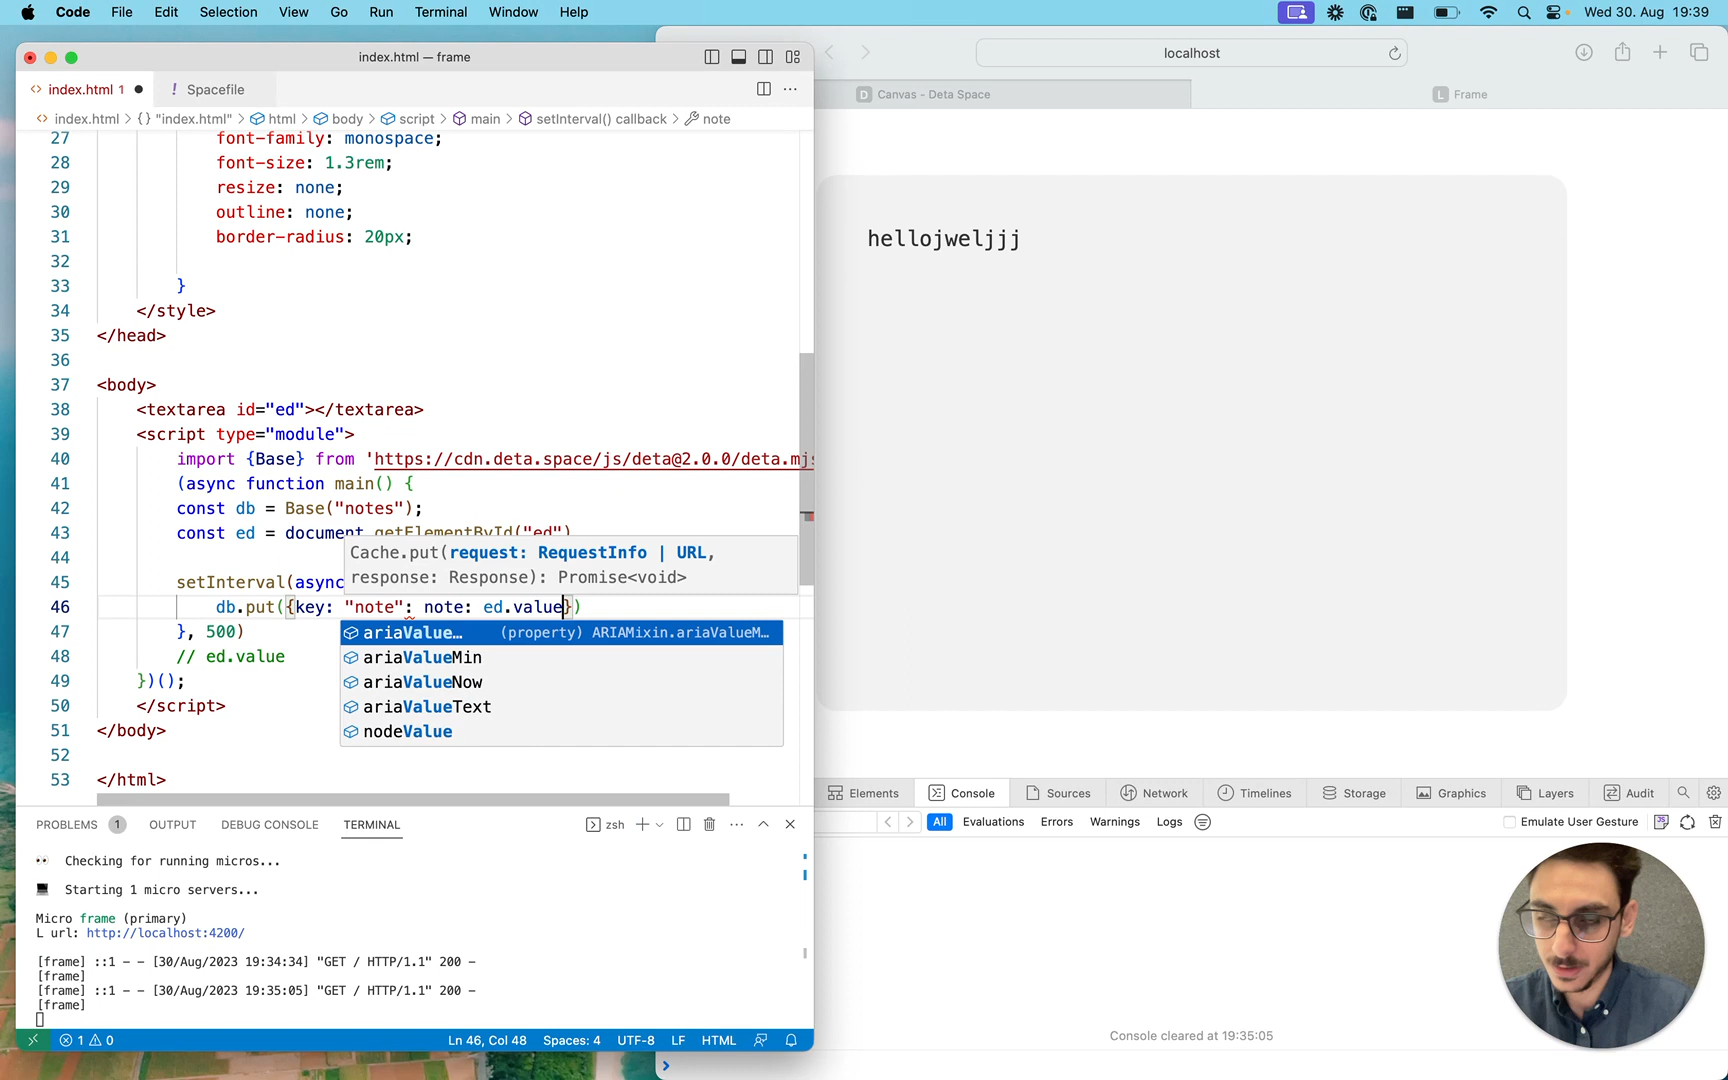 Code File Edit Selection View Go Run Terminal Window Help
Wed 30. Aug 19:39
index.html — frame
index.html 1
Spacefile
index.html > {} "index.html" > html > body > script > main > setInterval() callback > note
27 font-family: monospace;
28 font-size: 1.3rem;
29 resize: none;
30 outline: none;
31 border-radius: 20px;
32
33 }
34 </style>
35 </head>
36
37 <body>
38 <textarea id="ed"></textarea>
39 <script type="module">
40 import {Base} from 'https://cdn.deta.space/js/deta@2.0.0/deta.mjs
41 (async function main() {
42 const db = Base("notes");
43 const ed = document.getElementById("ed")
44
Cache.put(request: RequestInfo | URL,
response: Response): Promise<void>
45 setInterval(async
46 db.put({key: "note": note: ed.value})
47 }, 500)
48 // ed.value
49 })();
50 </script>
51 </body>
52
53 </html>
ariaValue… (property) ARIAMixin.ariaValueM…
ariaValueMin
ariaValueNow
ariaValueText
nodeValue
PROBLEMS 1 OUTPUT DEBUG CONSOLE TERMINAL
zsh
Checking for running micros...
Starting 1 micro servers...
Micro frame (primary)
L url: http://localhost:4200/
[frame] ::1 - - [30/Aug/2023 19:34:34] "GET / HTTP/1.1" 200 -
[frame]
[frame] ::1 - - [30/Aug/2023 19:35:05] "GET / HTTP/1.1" 200 -
[frame]
1 0 Ln 46, Col 48 Spaces: 4 UTF-8 LF HTML
localhost
D Canvas - Deta Space
L Frame
hellojweljjj
Elements Console Sources Network Timelines Storage Graphics Layers Audit
All Evaluations Errors Warnings Logs
Emulate User Gesture
Console cleared at 19:35:05